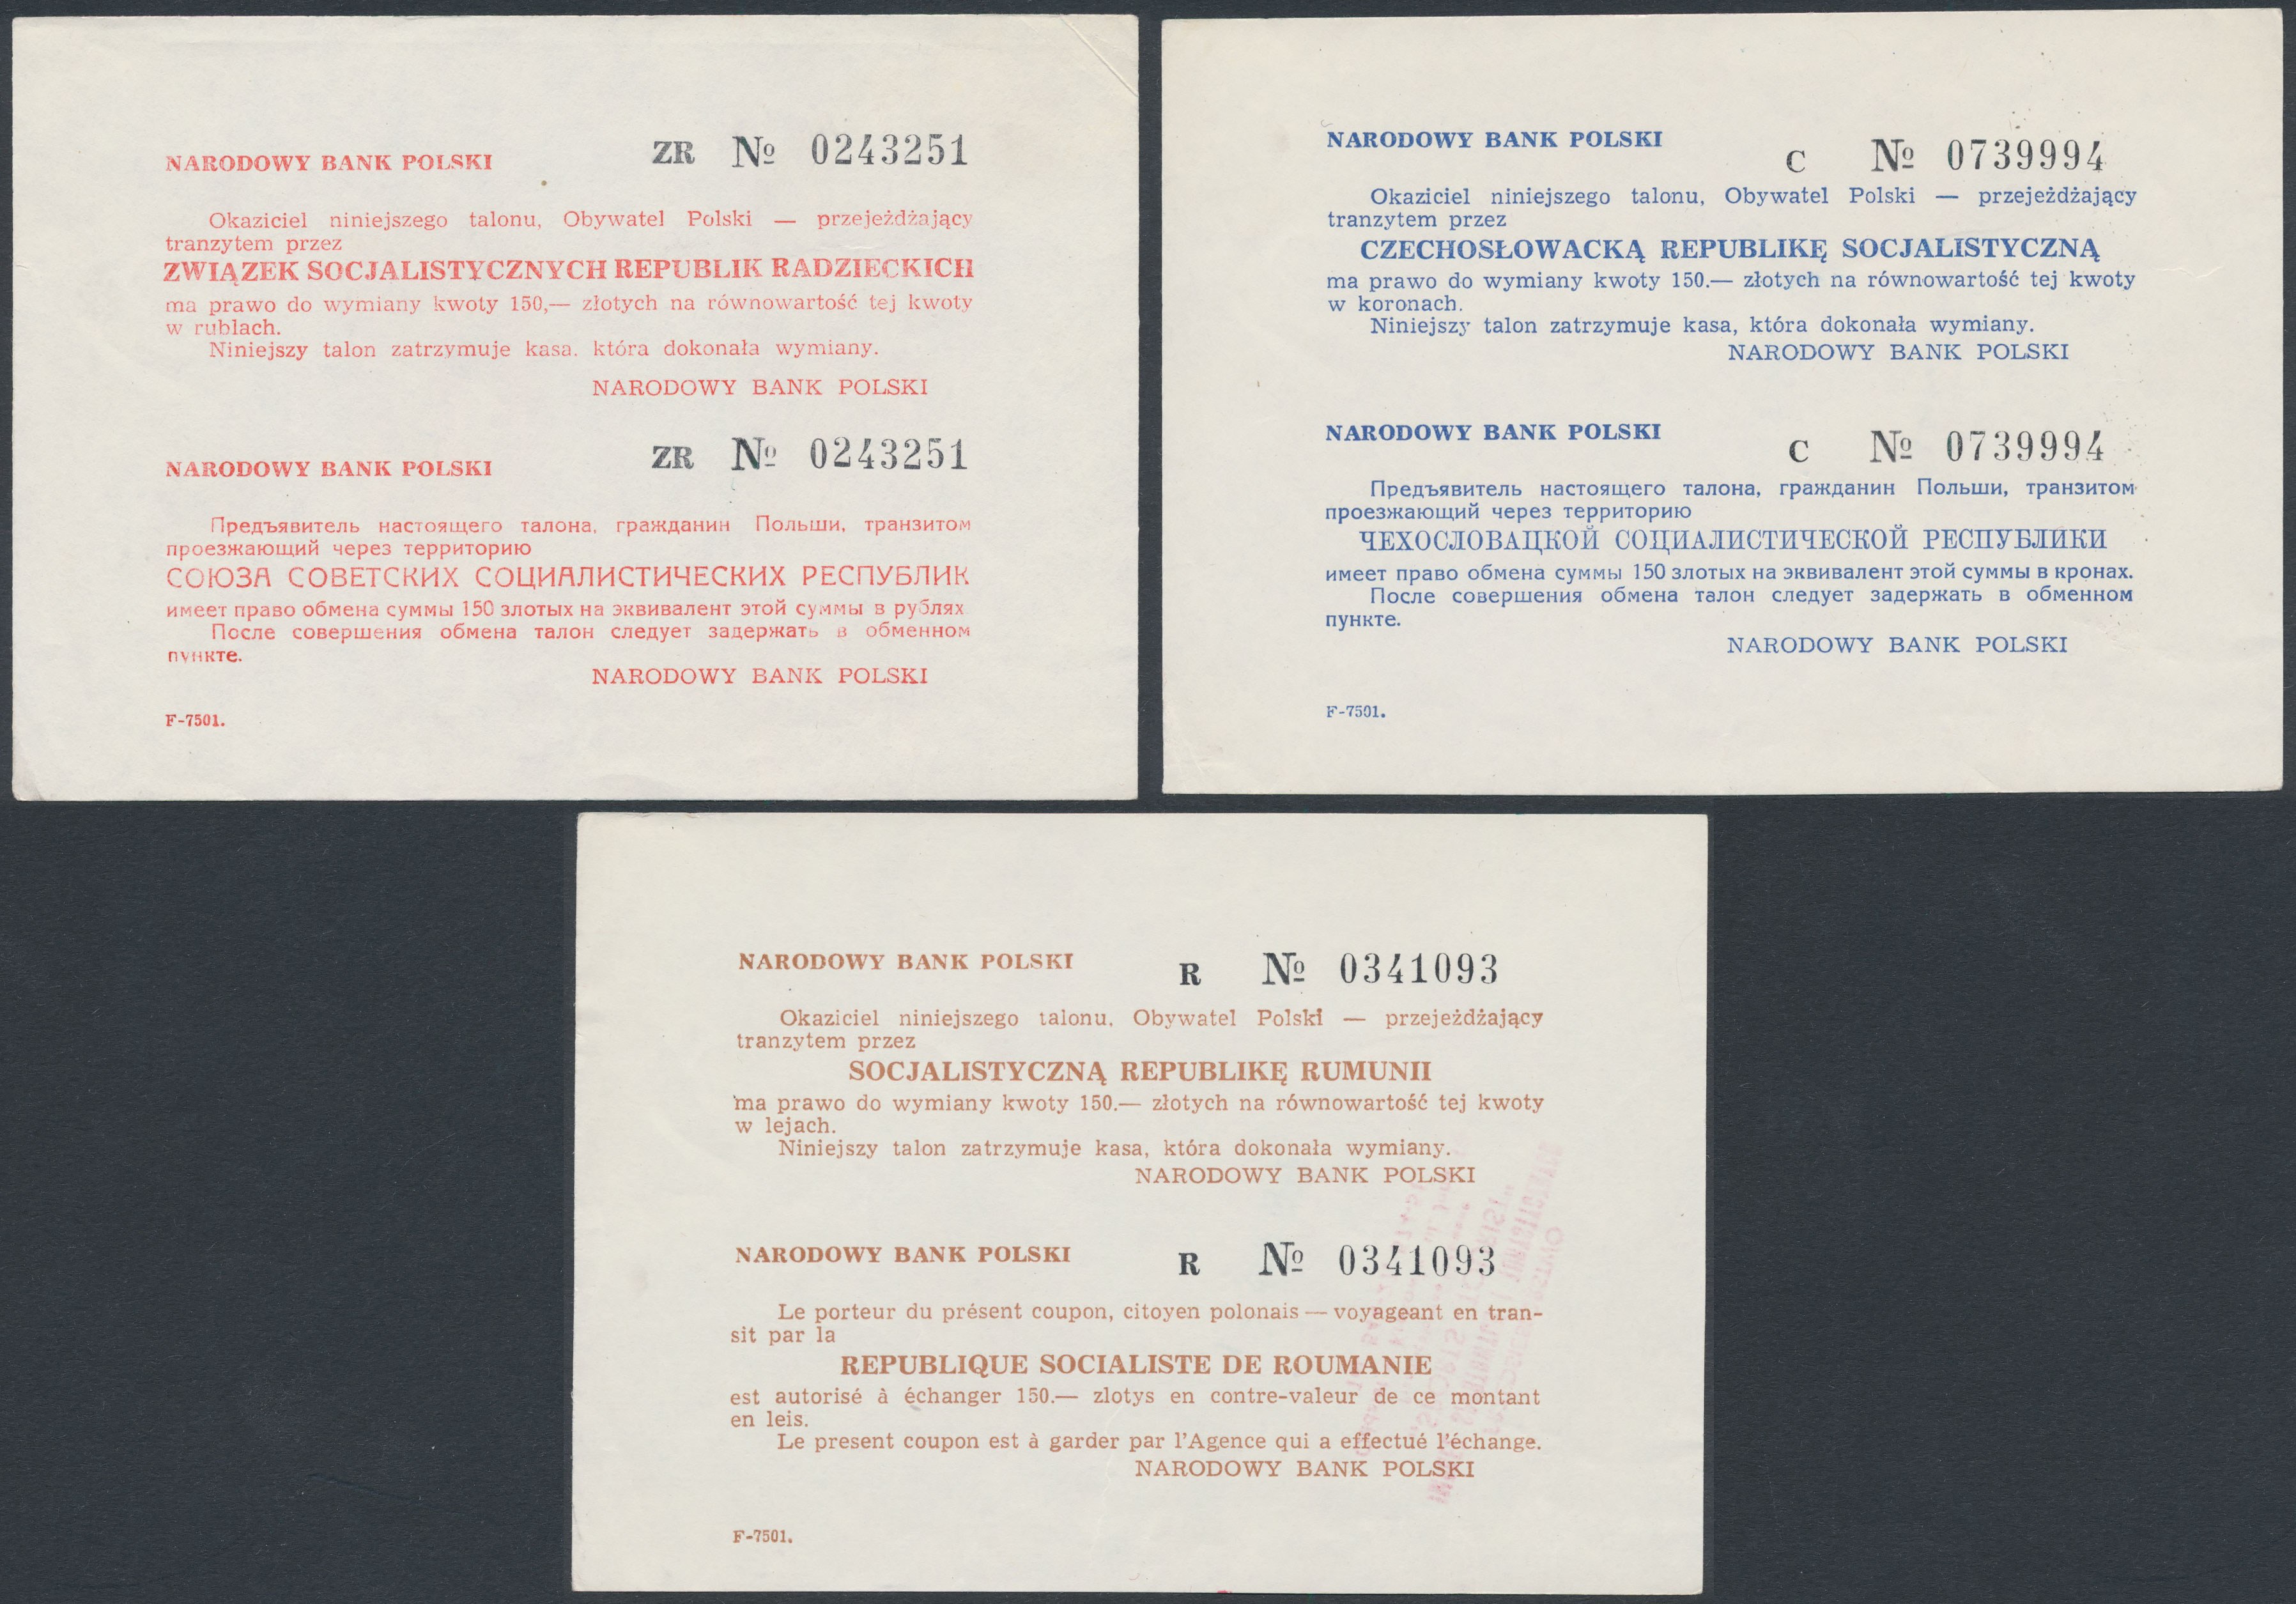 NARODOWY BANK POLSKI ZR № 0243251
Okaziciel niniejszego talonu, Obywatel Polski — przejeżdżający
tranzytem przez
ZWIĄZEK SOCJALISTYCZNYCH REPUBLIK RADZIECKICH
ma prawo do wymiany kwoty 150,— złotych na równowartość tej kwoty
w rublach.
Niniejszy talon zatrzymuje kasa, która dokonała wymiany.
NARODOWY BANK POLSKI
NARODOWY BANK POLSKI ZR № 0243251
Предъявитель настоящего талона, гражданин Польши, транзитом
проезжающий через территорию
СОЮЗА СОВЕТСКИХ СОЦИАЛИСТИЧЕСКИХ РЕСПУБЛИК
имеет право обмена суммы 150 злотых на эквивалент этой суммы в рублях
После совершения обмена талон следует задержать в обменном
пункте.
NARODOWY BANK POLSKI
F-7501.
NARODOWY BANK POLSKI C № 0739994
Okaziciel niniejszego talonu, Obywatel Polski — przejeżdżający
tranzytem przez
CZECHOSŁOWACKĄ REPUBLIKĘ SOCJALISTYCZNĄ
ma prawo do wymiany kwoty 150.— złotych na równowartość tej kwoty
w koronach.
Niniejszy talon zatrzymuje kasa, która dokonała wymiany.
NARODOWY BANK POLSKI
NARODOWY BANK POLSKI C № 0739994
Предъявитель настоящего талона, гражданин Польши, транзитом
проезжающий через территорию
ЧЕХОСЛОВАЦКОЙ СОЦИАЛИСТИЧЕСКОЙ РЕСПУБЛИКИ
имеет право обмена суммы 150 злотых на эквивалент этой суммы в кронах.
После совершения обмена талон следует задержать в обменном
пункте.
NARODOWY BANK POLSKI
F-7501.
NARODOWY BANK POLSKI R № 0341093
Okaziciel niniejszego talonu, Obywatel Polski — przejeżdżający
tranzytem przez
SOCJALISTYCZNĄ REPUBLIKĘ RUMUNII
ma prawo do wymiany kwoty 150.— złotych na równowartość tej kwoty
w lejach.
Niniejszy talon zatrzymuje kasa, która dokonała wymiany.
NARODOWY BANK POLSKI
NARODOWY BANK POLSKI R № 0341093
Le porteur du présent coupon, citoyen polonais — voyageant en tran-
sit par la
REPUBLIQUE SOCIALISTE DE ROUMANIE
est autorisé à échanger 150.— zlotys en contre-valeur de ce montant
en leis.
Le present coupon est à garder par l'Agence qui a effectué l'échange.
NARODOWY BANK POLSKI
F-7501.